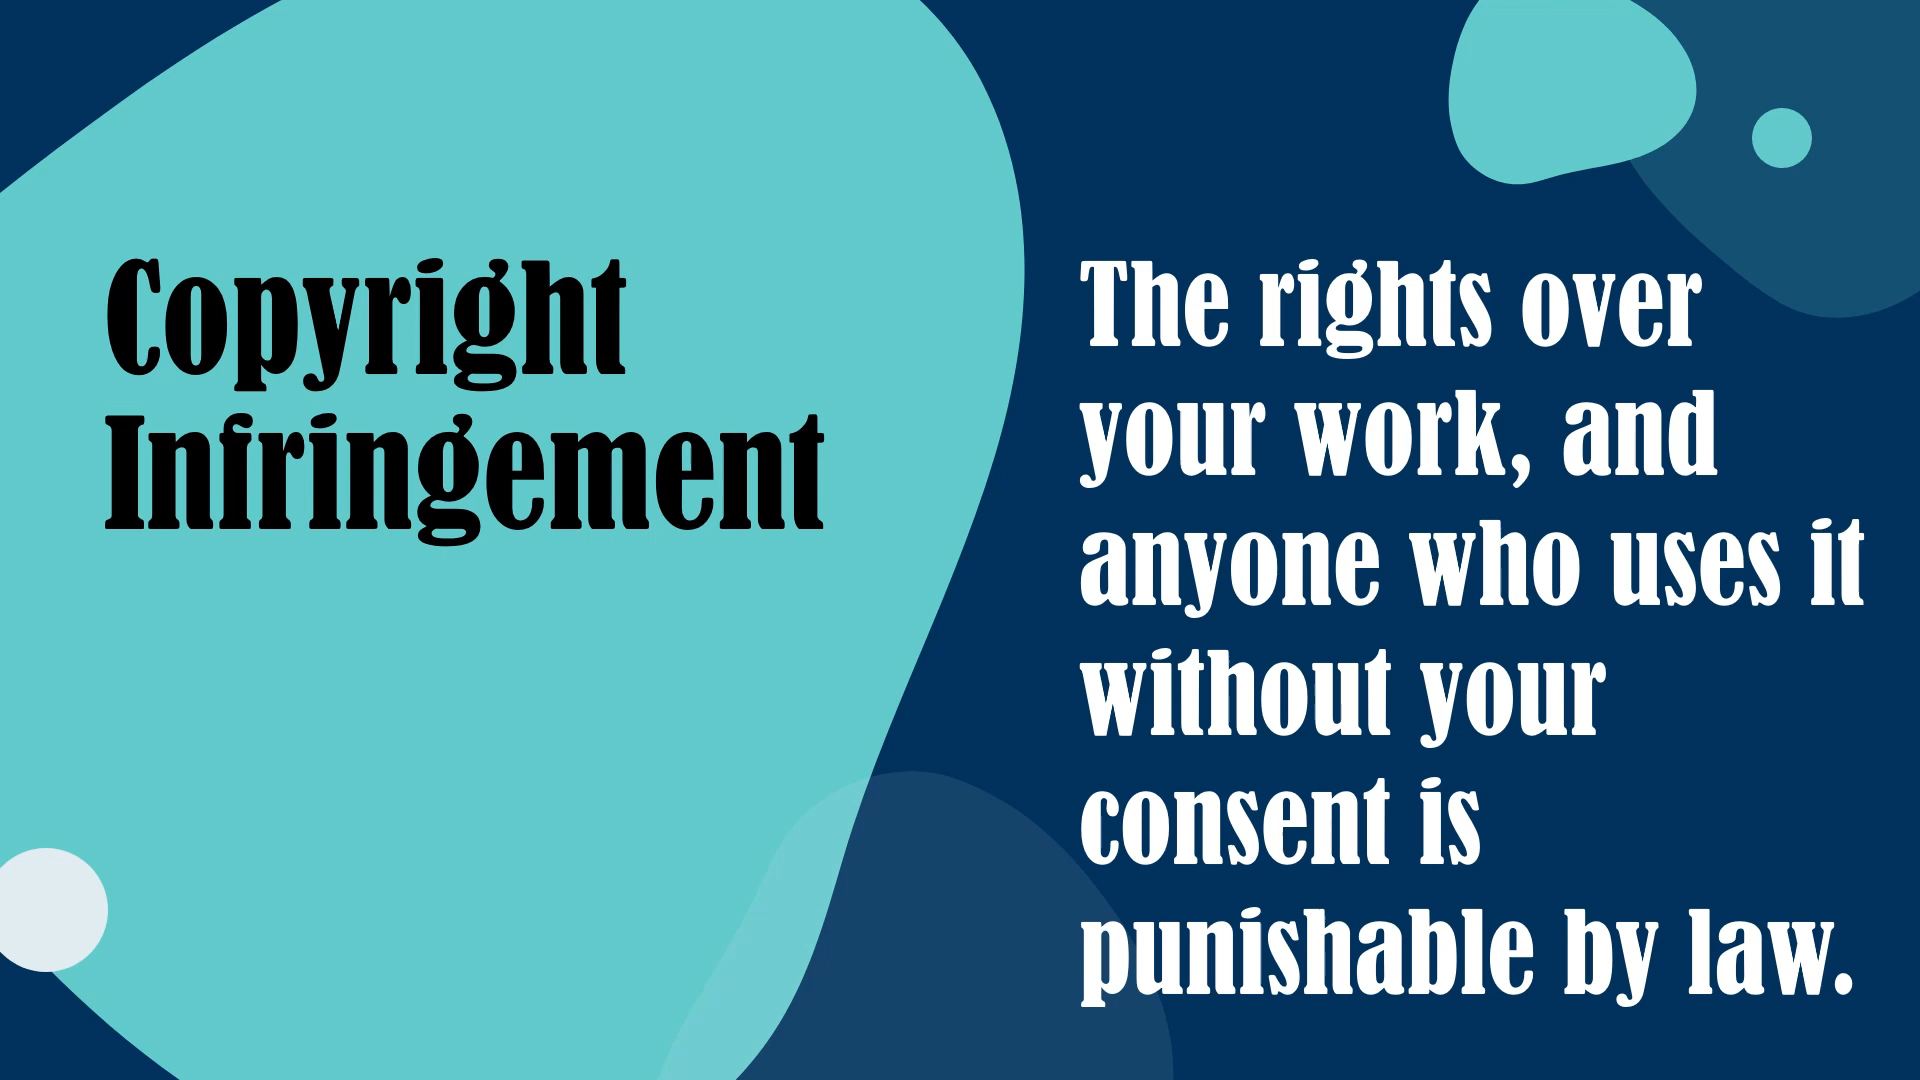 Copyright
Infringement
The rights over
your work, and
anyone who uses it
without your
consent is
punishable by law.